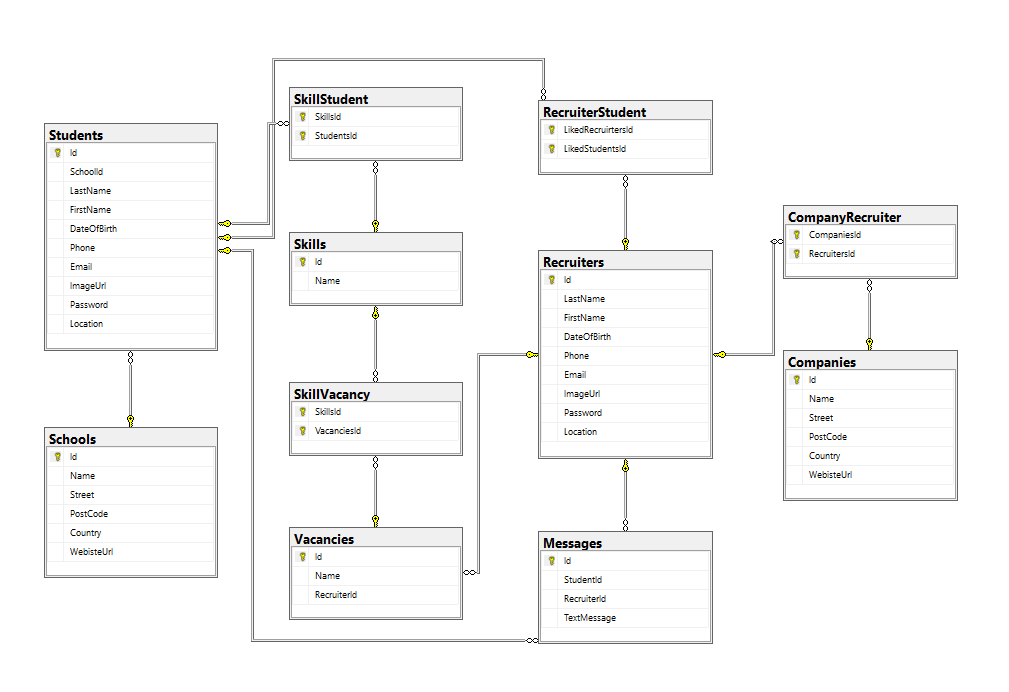 Students
Id
SchoolId
LastName
FirstName
DateOfBirth
Phone
Email
ImageUrl
Password
Location
Schools
Id
Name
Street
PostCode
Country
WebisteUrl
SkillStudent
SkillsId
StudentsId
Skills
Id
Name
SkillVacancy
SkillsId
VacanciesId
Vacancies
Id
Name
RecruiterId
RecruiterStudent
LikedRecruirtersId
LikedStudentsId
Recruiters
Id
LastName
FirstName
DateOfBirth
Phone
Email
ImageUrl
Password
Location
Messages
Id
StudentId
RecruiterId
TextMessage
CompanyRecruiter
CompaniesId
RecruitersId
Companies
Id
Name
Street
PostCode
Country
WebisteUrl